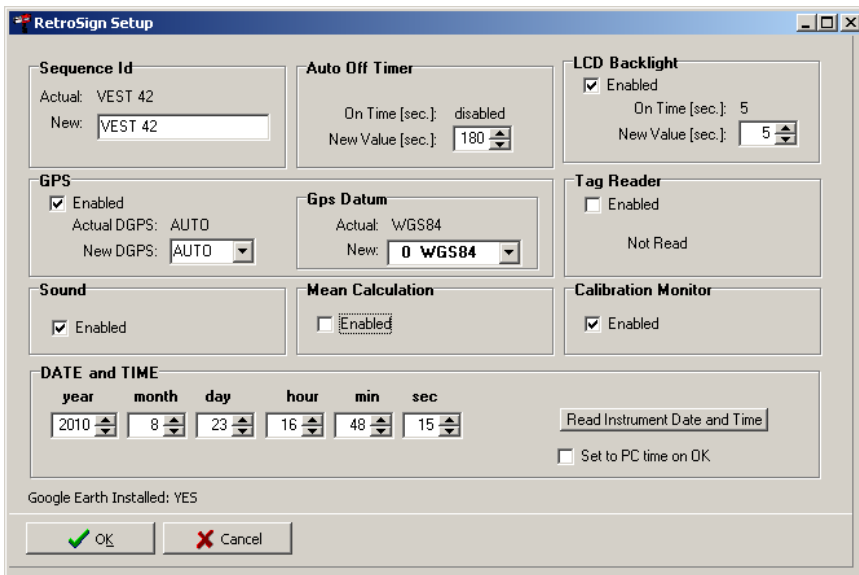 RetroSign Setup
Sequence Id
Actual: VEST 42
New: VEST 42
Auto Off Timer
On Time [sec.]: disabled
New Value [sec.]: 180
LCD Backlight
Enabled
On Time [sec.]: 5
New Value [sec.]: 5
GPS
Enabled
Actual DGPS: AUTO
New DGPS: AUTO
Gps Datum
Actual: WGS84
New: 0 WGS84
Tag Reader
Enabled
Not Read
Sound
Enabled
Mean Calculation
Enabled
Calibration Monitor
Enabled
DATE and TIME
year month day hour min sec
2010 8 23 16 48 15
Read Instrument Date and Time
Set to PC time on OK
Google Earth Installed: YES
OK Cancel